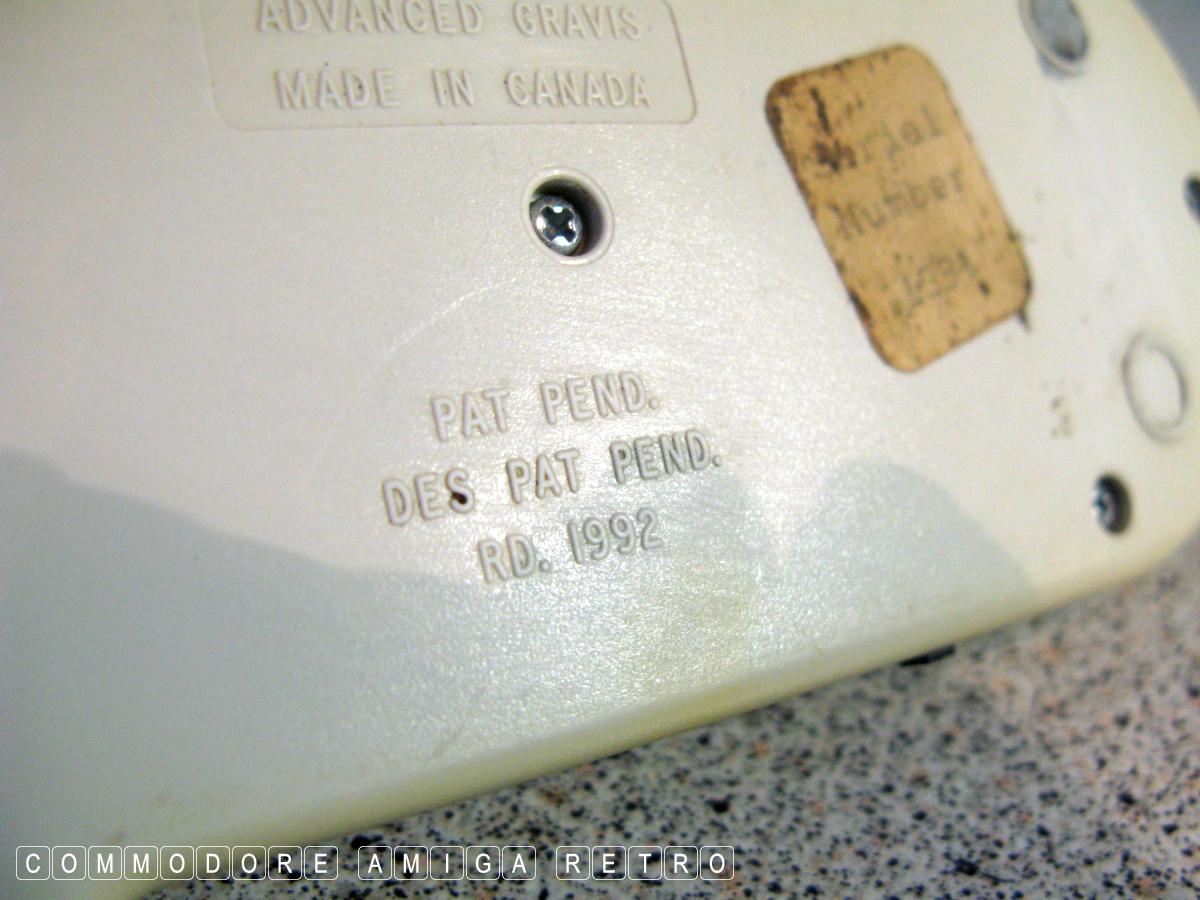 ADVANCED GRAVIS
MADE IN CANADA
Serial
Number
PAT PEND.
DES PAT PEND.
RD. 1992
COMMODORE AMIGA RETRO